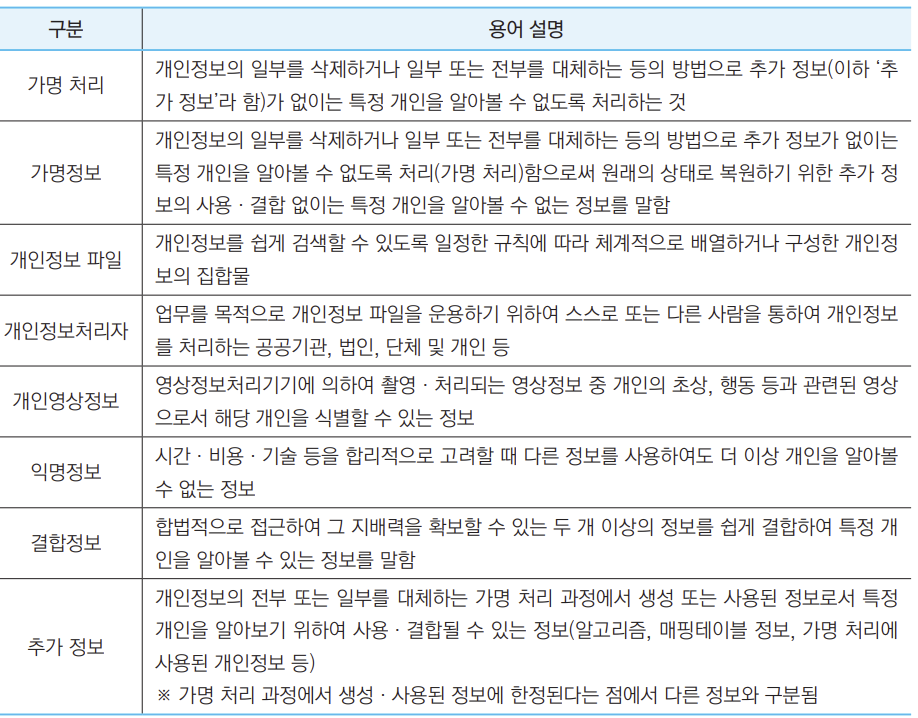 구분
용어 설명
가명 처리
개인정보의 일부를 삭제하거나 일부 또는 전부를 대체하는 등의 방법으로 추가 정보(이하 ‘추
가 정보’라 함)가 없이는 특정 개인을 알아볼 수 없도록 처리하는 것
가명정보
개인정보의 일부를 삭제하거나 일부 또는 전부를 대체하는 등의 방법으로 추가 정보가 없이는
특정 개인을 알아볼 수 없도록 처리(가명 처리)함으로써 원래의 상태로 복원하기 위한 추가 정
보의 사용 · 결합 없이는 특정 개인을 알아볼 수 없는 정보를 말함
개인정보 파일
개인정보를 쉽게 검색할 수 있도록 일정한 규칙에 따라 체계적으로 배열하거나 구성한 개인정
보의 집합물
개인정보처리자
업무를 목적으로 개인정보 파일을 운용하기 위하여 스스로 또는 다른 사람을 통하여 개인정보
를 처리하는 공공기관, 법인, 단체 및 개인 등
개인영상정보
영상정보처리기기에 의하여 촬영 · 처리되는 영상정보 중 개인의 초상, 행동 등과 관련된 영상
으로서 해당 개인을 식별할 수 있는 정보
익명정보
시간 · 비용 · 기술 등을 합리적으로 고려할 때 다른 정보를 사용하여도 더 이상 개인을 알아볼
수 없는 정보
결합정보
합법적으로 접근하여 그 지배력을 확보할 수 있는 두 개 이상의 정보를 쉽게 결합하여 특정 개
인을 알아볼 수 있는 정보를 말함
추가 정보
개인정보의 전부 또는 일부를 대체하는 가명 처리 과정에서 생성 또는 사용된 정보로서 특정
개인을 알아보기 위하여 사용 · 결합될 수 있는 정보(알고리즘, 매핑테이블 정보, 가명 처리에
사용된 개인정보 등)
※ 가명 처리 과정에서 생성 · 사용된 정보에 한정된다는 점에서 다른 정보와 구분됨